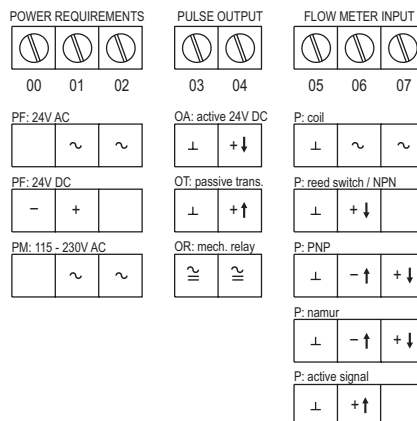 POWER REQUIREMENTS
00 01 02
PF: 24V AC
~ ~
PF: 24V DC
− +
PM: 115 - 230V AC
~ ~
PULSE OUTPUT
03 04
OA: active 24V DC
⊥ +↓
OT: passive trans.
⊥ +↑
OR: mech. relay
≅ ≅
FLOW METER INPUT
05 06 07
P: coil
⊥ ~ ~
P: reed switch / NPN
⊥ +↓
P: PNP
⊥ −↑ +↓
P: namur
⊥ −↑ +↓
P: active signal
⊥ +↑